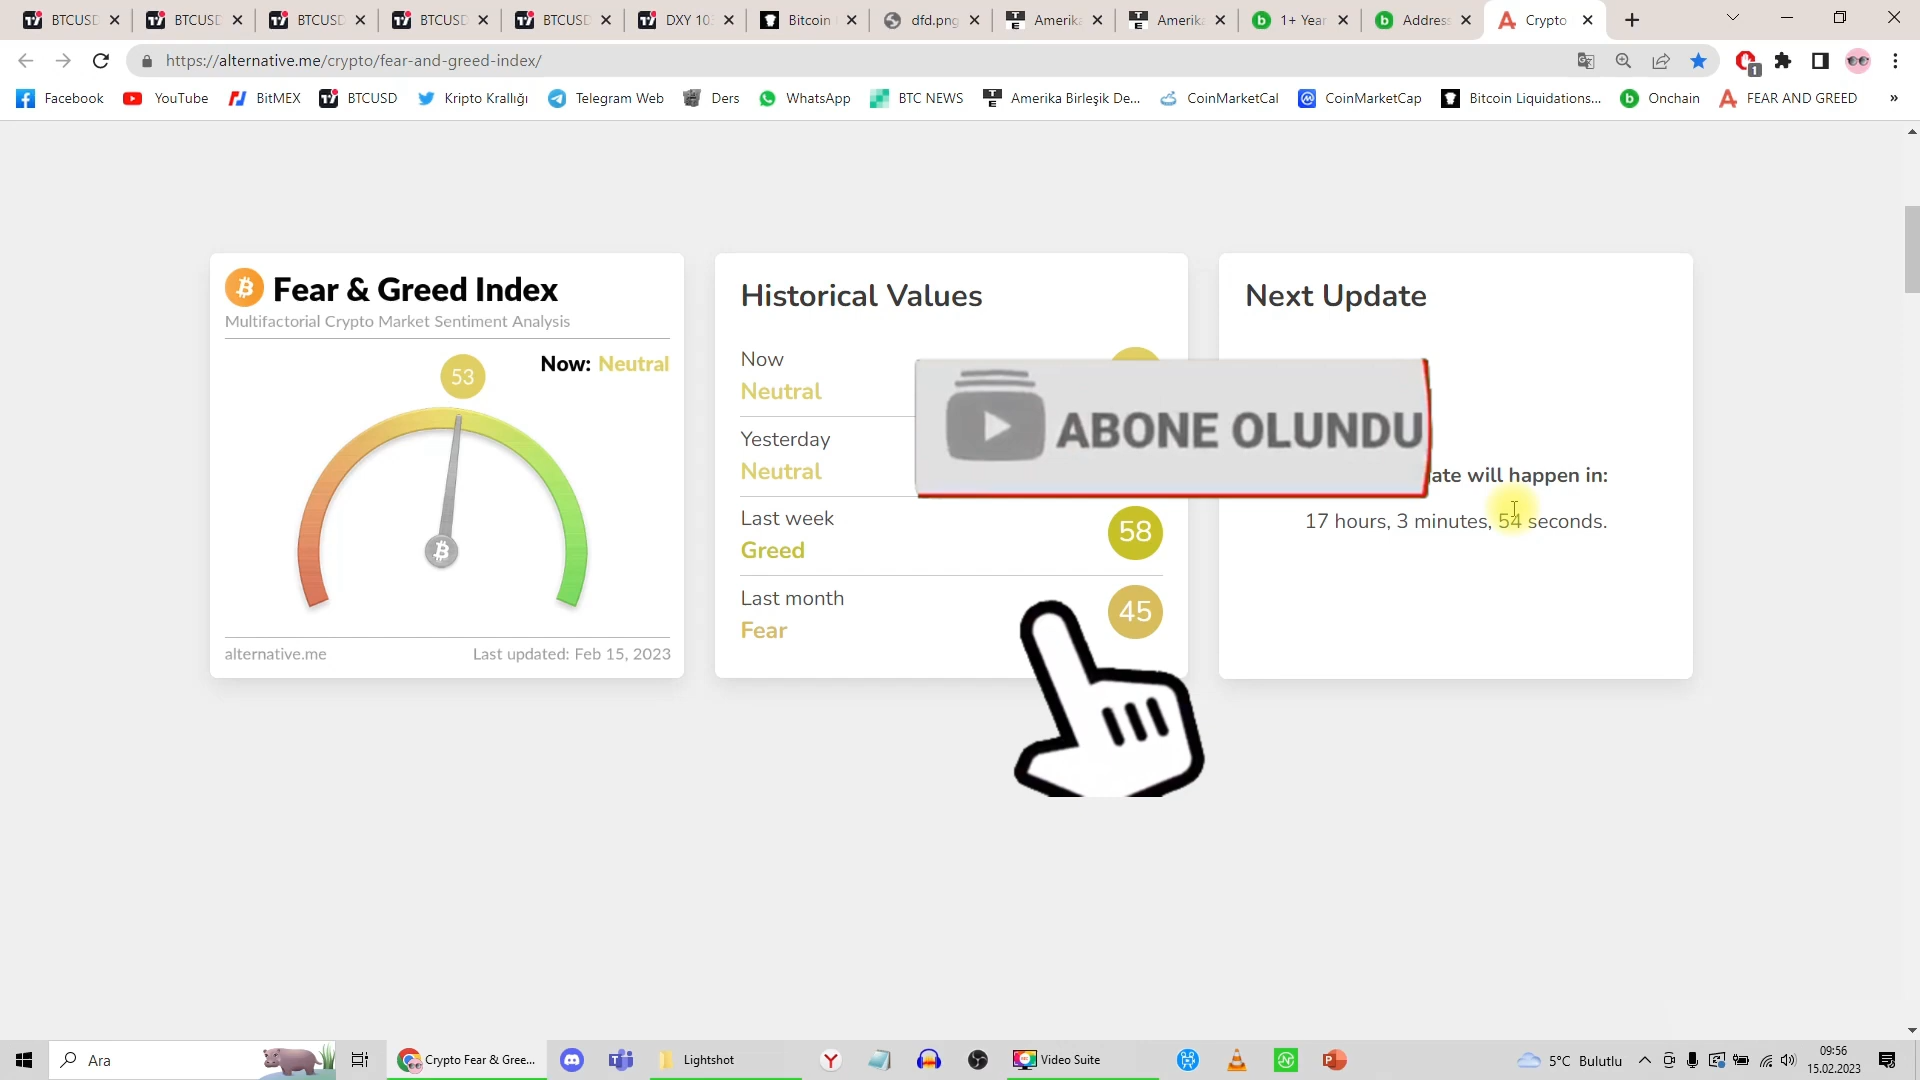 BTCUSD
BTCUSD
BTCUSD
BTCUSD
BTCUSD
DXY 103
Bitcoin
dfd.png
Amerika
Amerika
1+ Year
Address
Crypto
https://alternative.me/crypto/fear-and-greed-index/
1
Facebook
YouTube
BitMEX
BTCUSD
Kripto Krallığı
Telegram Web
Ders
WhatsApp
BTC NEWS
Amerika Birleşik De...
CoinMarketCal
CoinMarketCap
Bitcoin Liquidations...
Onchain
FEAR AND GREED
»
Fear & Greed Index
Multifactorial Crypto Market Sentiment Analysis
Now: Neutral
53
alternative.me
Last updated: Feb 15, 2023
Historical Values
Now
Neutral
Yesterday
Neutral
Last week
Greed
58
Last month
Fear
45
ABONE OLUNDU
Next Update
ate will happen in:
17 hours, 3 minutes, 54 seconds.
Ara
Crypto Fear & Gree...
Lightshot
Video Suite
5°C Bulutlu
09:56
15.02.2023